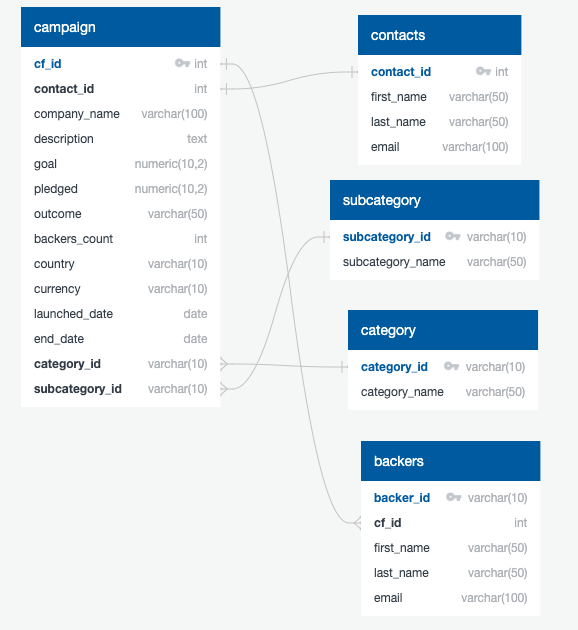 campaign
cf_id int
contact_id int
company_name varchar(100)
description text
goal numeric(10,2)
pledged numeric(10,2)
outcome varchar(50)
backers_count int
country varchar(10)
currency varchar(10)
launched_date date
end_date date
category_id varchar(10)
subcategory_id varchar(10)
contacts
contact_id int
first_name varchar(50)
last_name varchar(50)
email varchar(100)
subcategory
subcategory_id varchar(10)
subcategory_name varchar(50)
category
category_id varchar(10)
category_name varchar(50)
backers
backer_id varchar(10)
cf_id int
first_name varchar(50)
last_name varchar(50)
email varchar(100)